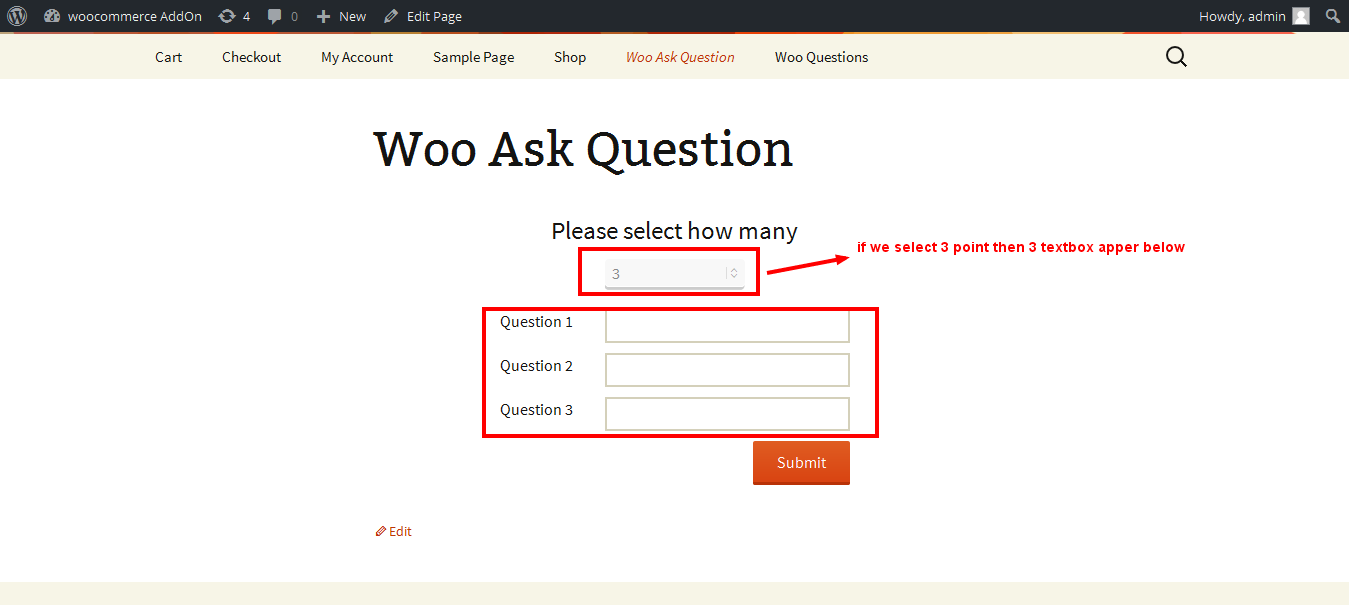 woocommerce AddOn 4 0 New Edit Page Howdy, admin
Cart Checkout My Account Sample Page Shop Woo Ask Question Woo Questions
Woo Ask Question
Please select how many
if we select 3 point then 3 textbox apper below
3
Question 1
Question 2
Question 3
Submit
Edit